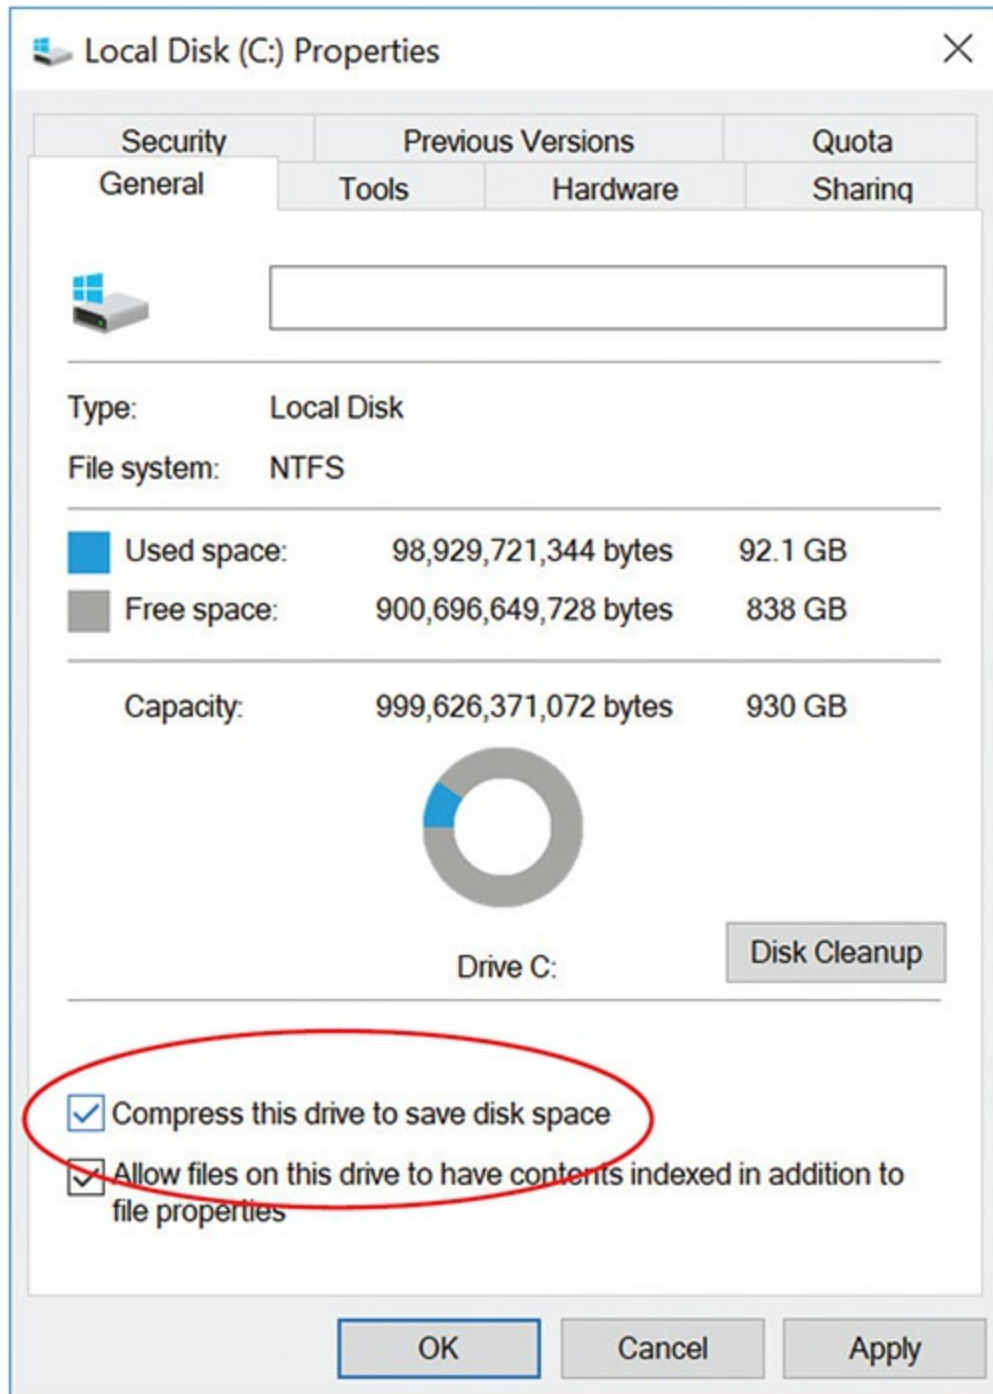 Local Disk (C:) Properties
Security Previous Versions Quota
General Tools Hardware Sharing
Type: Local Disk
File system: NTFS
Used space: 98,929,721,344 bytes 92.1 GB
Free space: 900,696,649,728 bytes 838 GB
Capacity: 999,626,371,072 bytes 930 GB
Drive C: Disk Cleanup
Compress this drive to save disk space
Allow files on this drive to have contents indexed in addition to
file properties
OK Cancel Apply